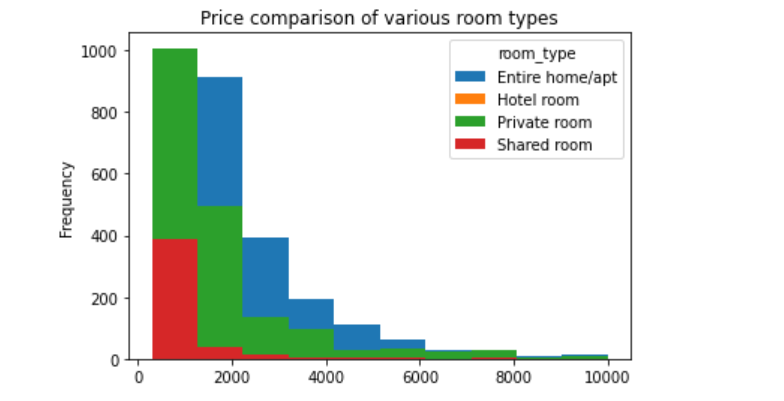 Price comparison of various room types
1000
800
600
400
200
0
Frequency
room_type
Entire home/apt
Hotel room
Private room
Shared room
0 2000 4000 6000 8000 10000